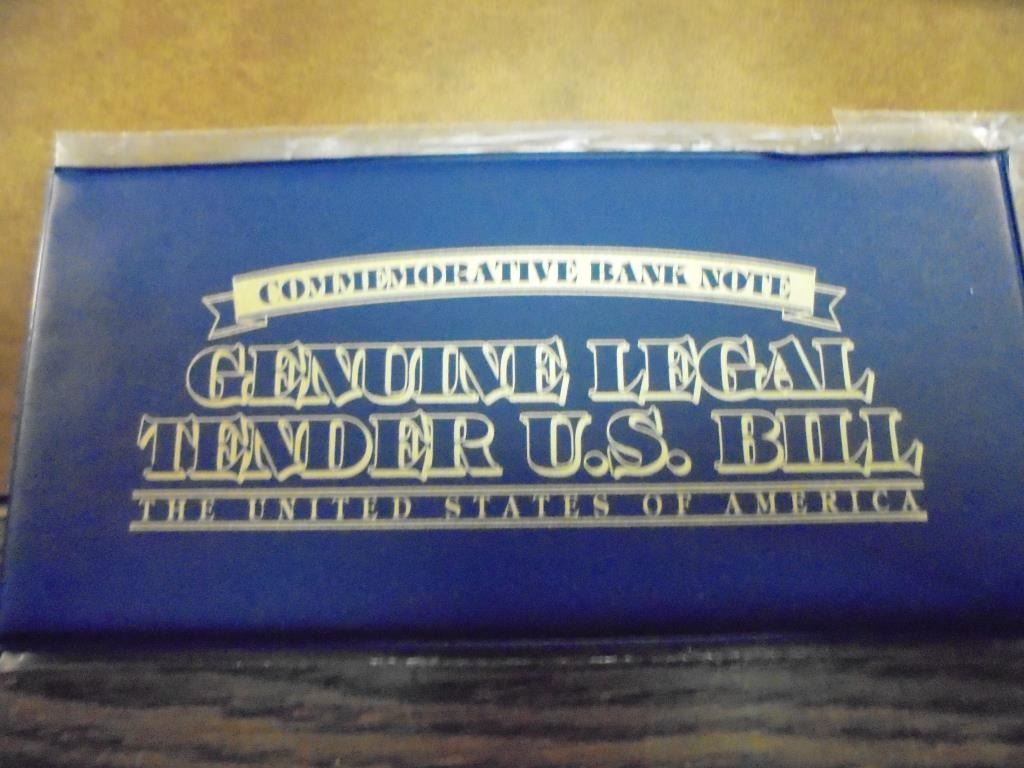 COMMEMORATIVE BANK NOTE
GENUINE LEGAL
TENDER U.S. BILL
THE UNITED STATES OF AMERICA